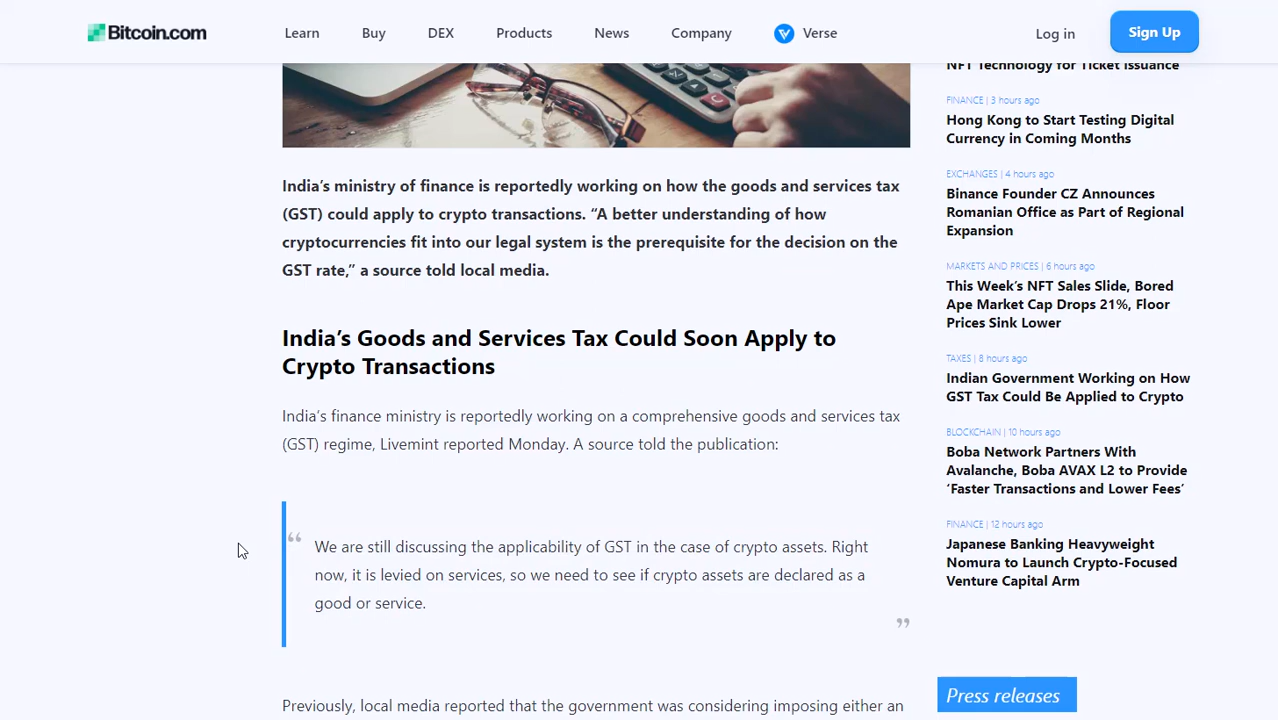 Bitcoin.com
Learn
Buy
DEX
Products
News
Company
Verse
Log in
Sign Up
India’s ministry of finance is reportedly working on how the goods and services tax
(GST) could apply to crypto transactions. “A better understanding of how
cryptocurrencies fit into our legal system is the prerequisite for the decision on the
GST rate,” a source told local media.
India’s Goods and Services Tax Could Soon Apply to
Crypto Transactions
India’s finance ministry is reportedly working on a comprehensive goods and services tax
(GST) regime, Livemint reported Monday. A source told the publication:
“
We are still discussing the applicability of GST in the case of crypto assets. Right
now, it is levied on services, so we need to see if crypto assets are declared as a
good or service.
”
Previously, local media reported that the government was considering imposing either an
NFT Technology for Ticket Issuance
FINANCE | 3 hours ago
Hong Kong to Start Testing Digital
Currency in Coming Months
EXCHANGES | 4 hours ago
Binance Founder CZ Announces
Romanian Office as Part of Regional
Expansion
MARKETS AND PRICES | 6 hours ago
This Week’s NFT Sales Slide, Bored
Ape Market Cap Drops 21%, Floor
Prices Sink Lower
TAXES | 8 hours ago
Indian Government Working on How
GST Tax Could Be Applied to Crypto
BLOCKCHAIN | 10 hours ago
Boba Network Partners With
Avalanche, Boba AVAX L2 to Provide
‘Faster Transactions and Lower Fees’
FINANCE | 12 hours ago
Japanese Banking Heavyweight
Nomura to Launch Crypto-Focused
Venture Capital Arm
Press releases